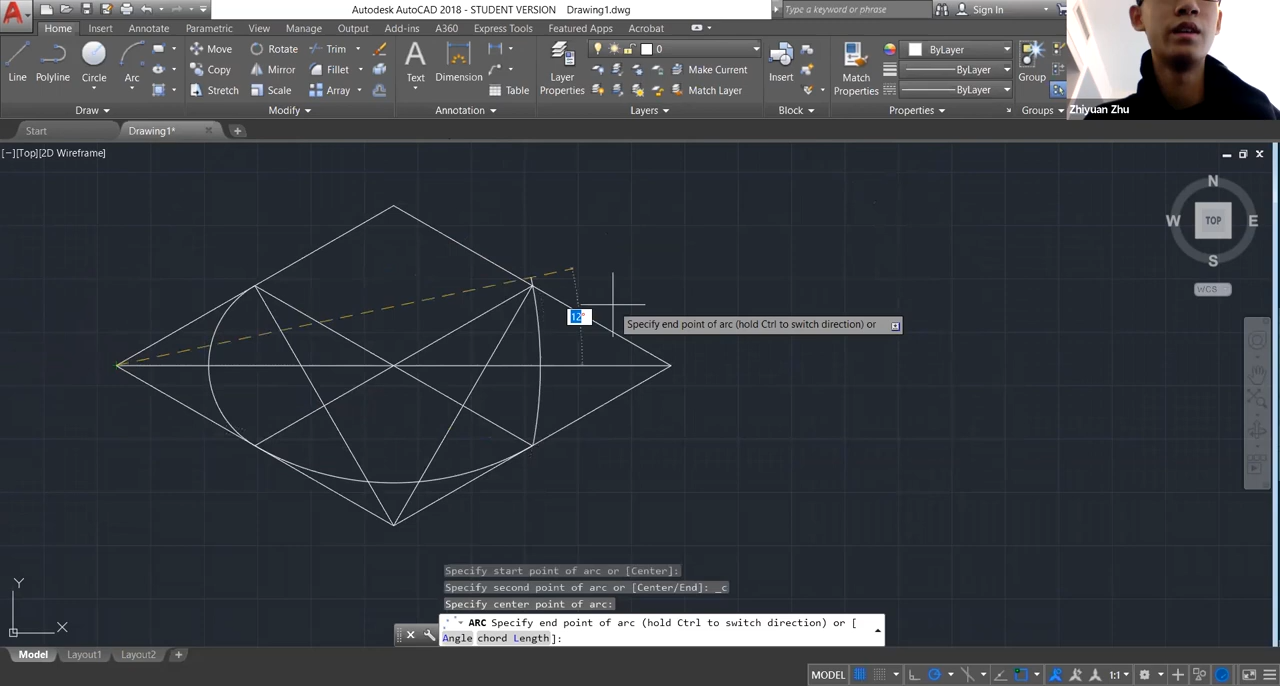 Autodesk AutoCAD 2018 - STUDENT VERSION Drawing1.dwg
Type a keyword or phrase
Sign In
Home Insert Annotate Parametric View Manage Output Add-ins A360 Express Tools Featured Apps Acrobat
Line Polyline Circle Arc
Move Rotate Trim
Copy Mirror Fillet
Stretch Scale Array
Text Dimension Table
Layer Properties
0
Make Current
Match Layer
Insert
Match Properties
ByLayer
ByLayer
ByLayer
Group
Draw Modify Annotation Layers Block Properties Groups
Zhiyuan Zhu
Start Drawing1*
[−][Top][2D Wireframe]
N
W TOP E
S
WCS
12°
Specify end point of arc (hold Ctrl to switch direction) or
Specify start point of arc or [Center]:
Specify second point of arc or [Center/End]: _c
Specify center point of arc:
ARC Specify end point of arc (hold Ctrl to switch direction) or [
Angle chord Length]:
Y
X
Model Layout1 Layout2
MODEL 1:1